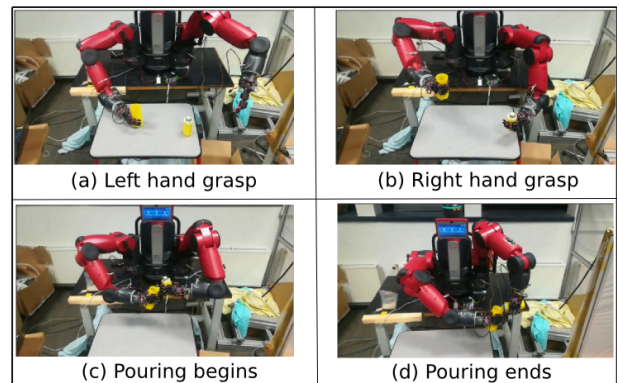 (a) Left hand grasp
(b) Right hand grasp
(c) Pouring begins
(d) Pouring ends